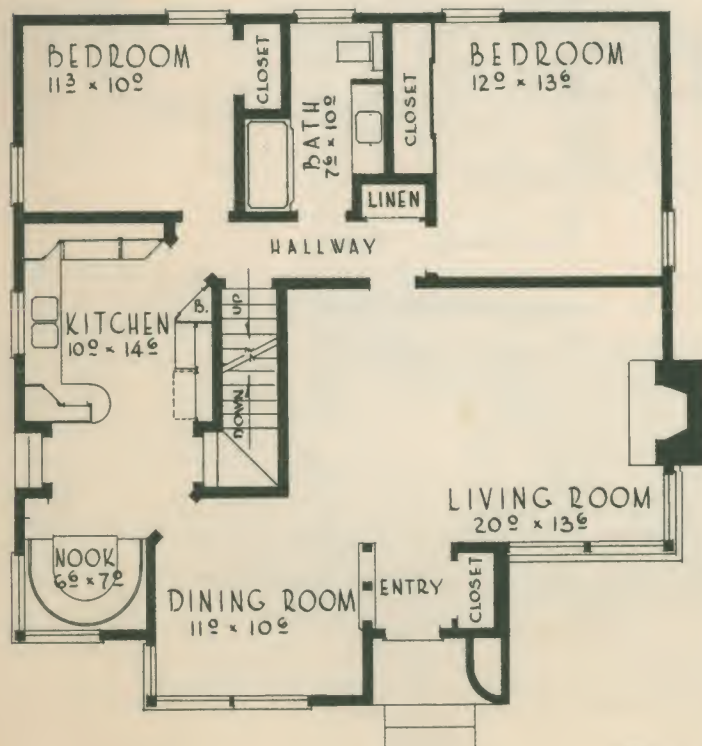 BEDROOM
11³ × 10⁰
CLOSET
BATH
7⁶ × 10⁰
CLOSET
BEDROOM
12⁰ × 13⁶
LINEN
HALLWAY
KITCHEN
10⁰ × 14⁶
B.
UP
DOWN
LIVING ROOM
20⁰ × 13⁶
NOOK
6⁶ × 7⁰
DINING ROOM
11⁰ × 10⁶
ENTRY
CLOSET